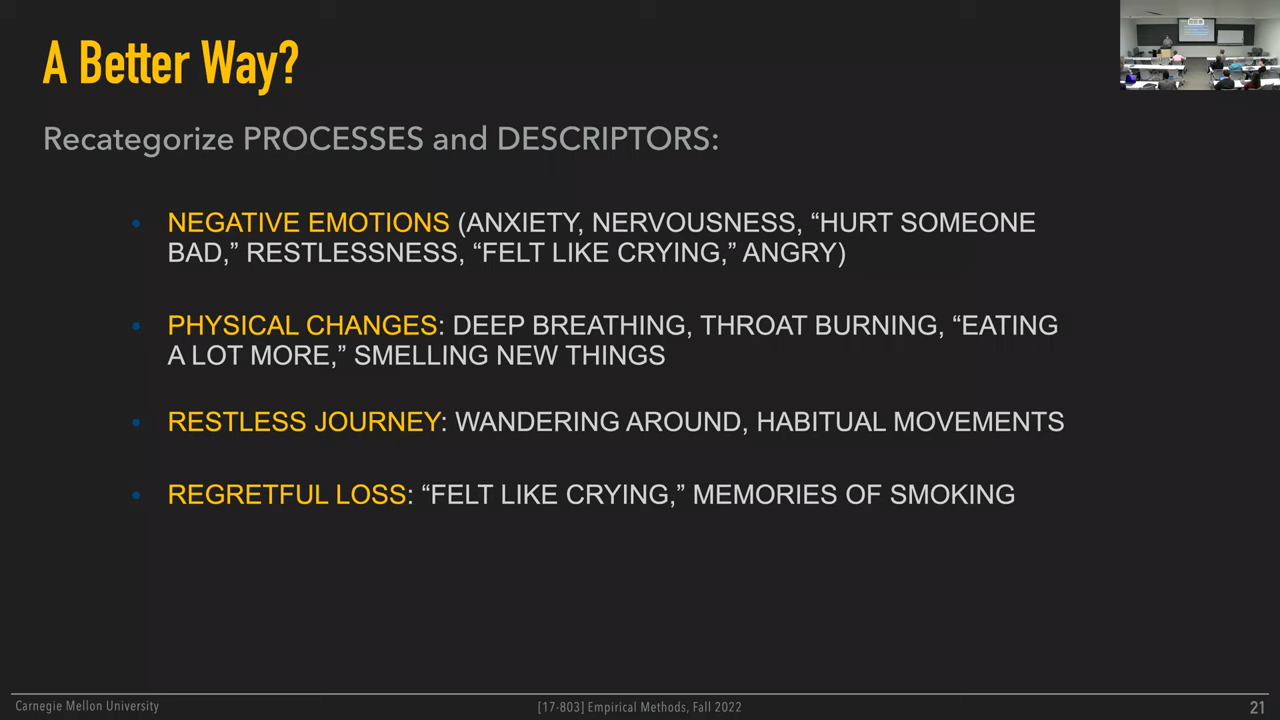 A Better Way?
Recategorize PROCESSES and DESCRIPTORS:
• NEGATIVE EMOTIONS (ANXIETY, NERVOUSNESS, “HURT SOMEONE
BAD,” RESTLESSNESS, “FELT LIKE CRYING,” ANGRY)
• PHYSICAL CHANGES: DEEP BREATHING, THROAT BURNING, “EATING
A LOT MORE,” SMELLING NEW THINGS
• RESTLESS JOURNEY: WANDERING AROUND, HABITUAL MOVEMENTS
• REGRETFUL LOSS: “FELT LIKE CRYING,” MEMORIES OF SMOKING
Carnegie Mellon University
[17-803] Empirical Methods, Fall 2022
21